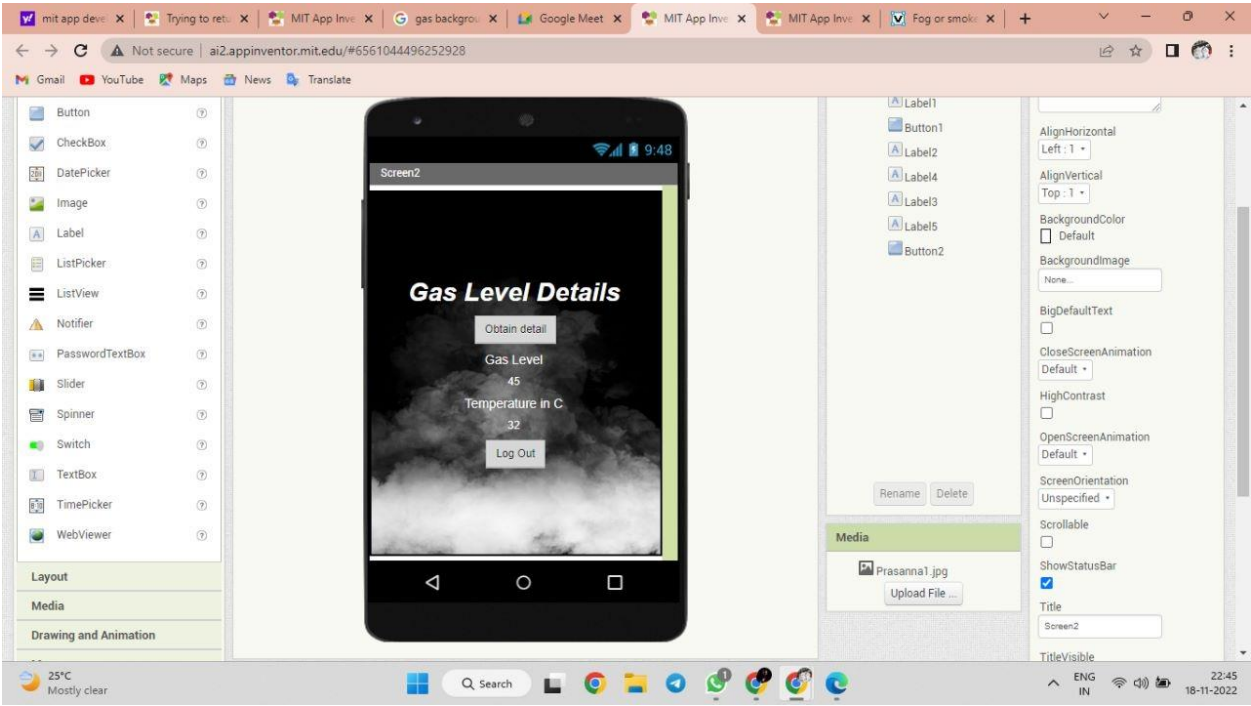 mit app deve
Trying to retu
MIT App Inve
gas backgrou
Google Meet
MIT App Inve
MIT App Inve
Fog or smoke
Not secure | ai2.appinventor.mit.edu/#6561044496252928
Gmail YouTube Maps News Translate
Button
CheckBox
DatePicker
Image
Label
ListPicker
ListView
Notifier
PasswordTextBox
Slider
Spinner
Switch
TextBox
TimePicker
WebViewer
Layout
Media
Drawing and Animation
9:48
Screen2
Gas Level Details
Obtain detail
Gas Level
45
Temperature in C
32
Log Out
Label1
Button1
Label2
Label4
Label3
Label5
Button2
Rename Delete
Media
Prasanna1.jpg
Upload File ...
AlignHorizontal
Left : 1
AlignVertical
Top : 1
BackgroundColor
Default
BackgroundImage
None...
BigDefaultText
CloseScreenAnimation
Default
HighContrast
OpenScreenAnimation
Default
ScreenOrientation
Unspecified
Scrollable
ShowStatusBar
Title
Screen2
TitleVisible
25°C
Mostly clear
Search
ENG
IN
22:45
18-11-2022